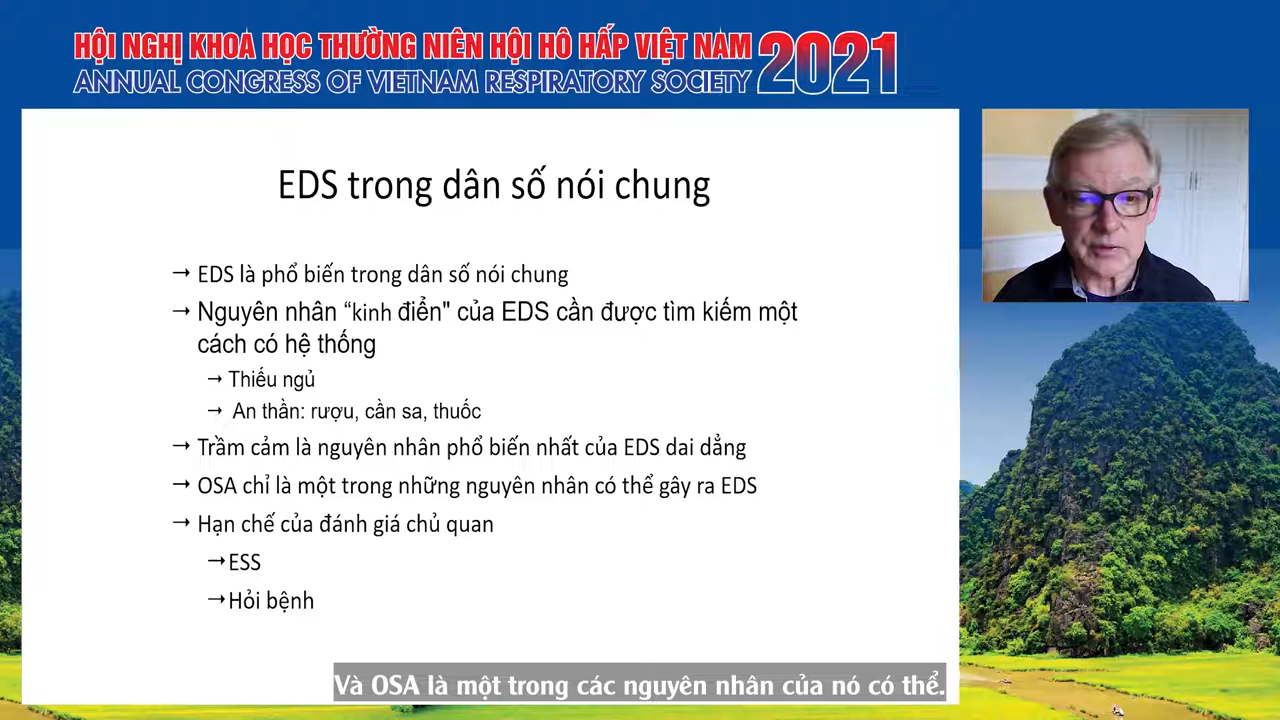 HỘI NGHỊ KHOA HỌC THƯỜNG NIÊN HỘI HÔ HẤP VIỆT NAM 2021
ANNUAL CONGRESS OF VIETNAM RESPIRATORY SOCIETY
EDS trong dân số nói chung
→ EDS là phổ biến trong dân số nói chung
→ Nguyên nhân “kinh điển" của EDS cần được tìm kiếm một
cách có hệ thống
→ Thiếu ngủ
→ An thần: rượu, cần sa, thuốc
→ Trầm cảm là nguyên nhân phổ biến nhất của EDS dai dẳng
→ OSA chỉ là một trong những nguyên nhân có thể gây ra EDS
→ Hạn chế của đánh giá chủ quan
→ESS
→Hỏi bệnh
Và OSA là một trong các nguyên nhân của nó có thể.